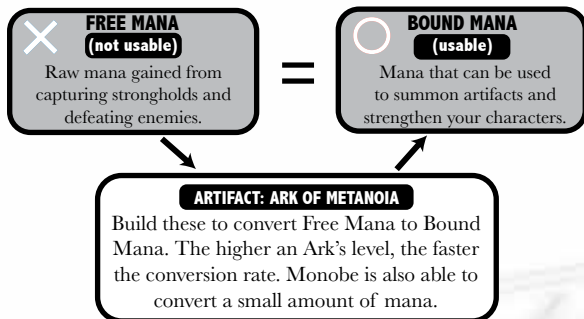 FREE MANA
(not usable)
Raw mana gained from
capturing strongholds and
defeating enemies.
=
BOUND MANA
(usable)
Mana that can be used
to summon artifacts and
strengthen your characters.
ARTIFACT: ARK OF METANOIA
Build these to convert Free Mana to Bound
Mana. The higher an Ark's level, the faster
the conversion rate. Monobe is also able to
convert a small amount of mana.